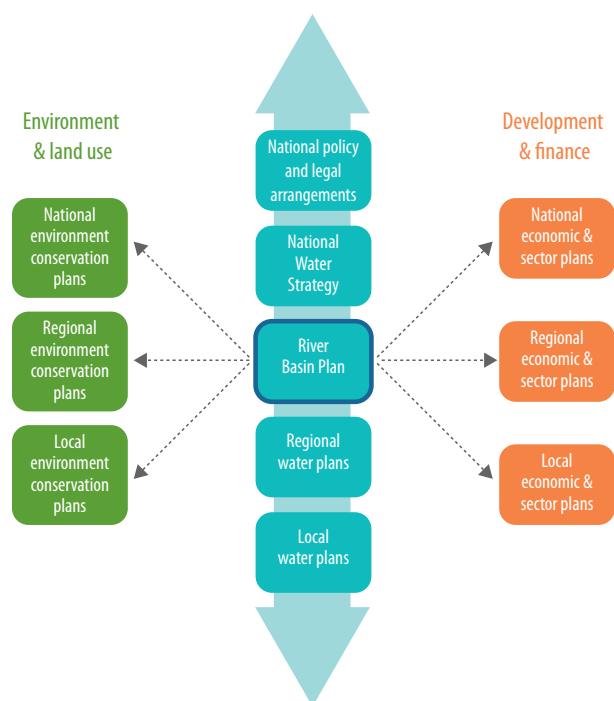 Environment
& land use
National
environment
conservation
plans
Regional
environment
conservation
plans
Local
environment
conservation
plans
National policy
and legal
arrangements
National
Water
Strategy
River
Basin Plan
Regional
water plans
Local
water plans
Development
& finance
National
economic &
sector plans
Regional
economic &
sector plans
Local
economic &
sector plans